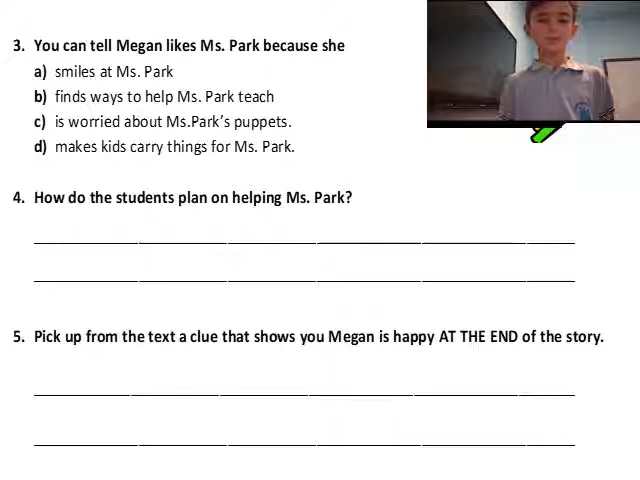 3. You can tell Megan likes Ms. Park because she
a) smiles at Ms. Park
b) finds ways to help Ms. Park teach
c) is worried about Ms.Park's puppets.
d) makes kids carry things for Ms. Park.
4. How do the students plan on helping Ms. Park?
5. Pick up from the text a clue that shows you Megan is happy AT THE END of the story.